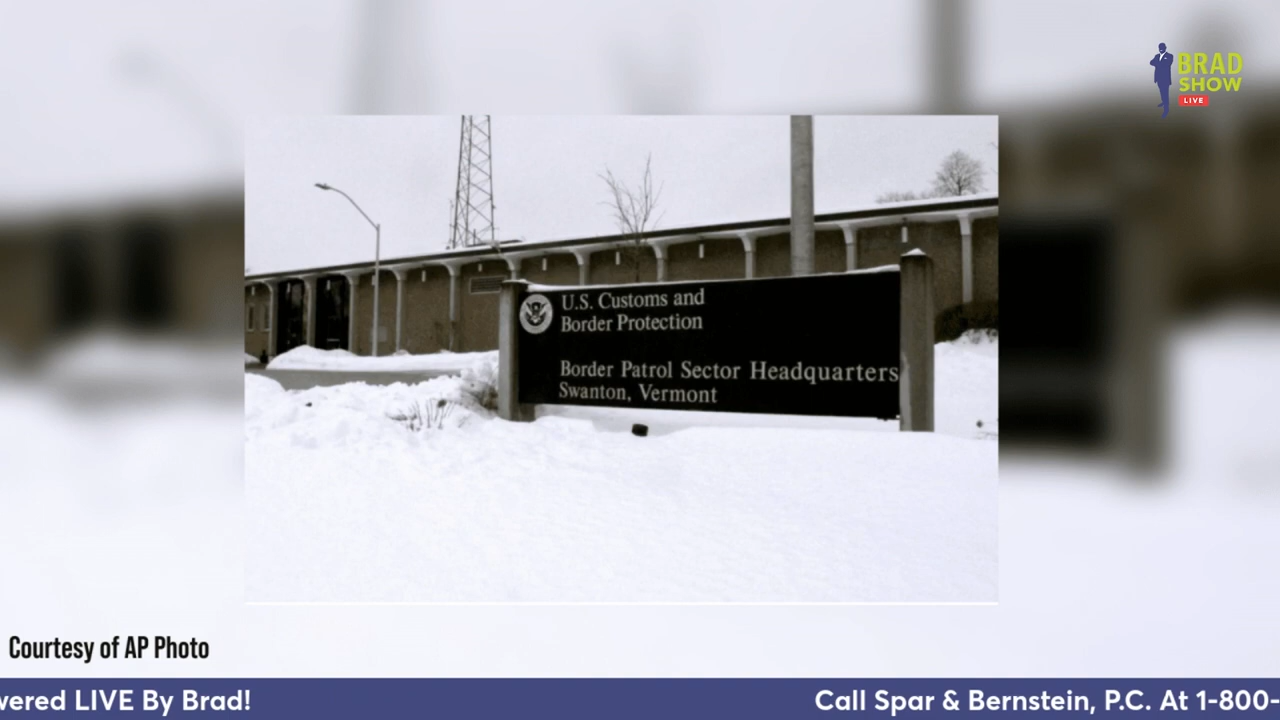 BRAD
SHOW
LIVE
U.S. Customs and
Border Protection
Border Patrol Sector Headquarters
Swanton, Vermont
Courtesy of AP Photo
wered LIVE By Brad!
Call Spar & Bernstein, P.C. At 1-800-